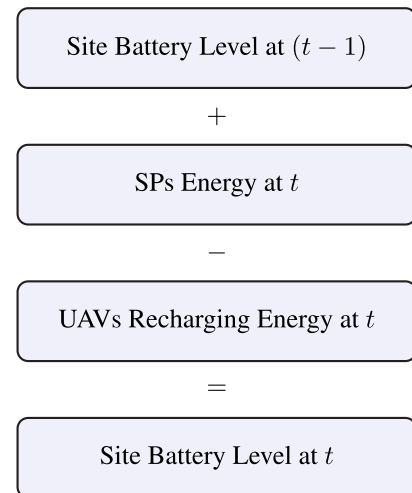 Site Battery Level at (t − 1)
+
SPs Energy at t
−
UAVs Recharging Energy at t
=
Site Battery Level at t